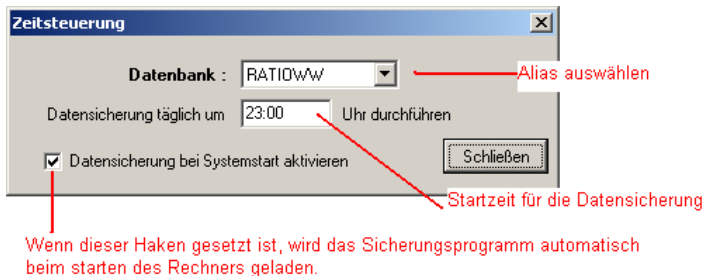 Zeitsteuerung
Datenbank : RATIOWW
Alias auswählen
Datensicherung täglich um 23:00 Uhr durchführen
Datensicherung bei Systemstart aktivieren
Schließen
Startzeit für die Datensicherung
Wenn dieser Haken gesetzt ist, wird das Sicherungsprogramm automatisch
beim starten des Rechners geladen.